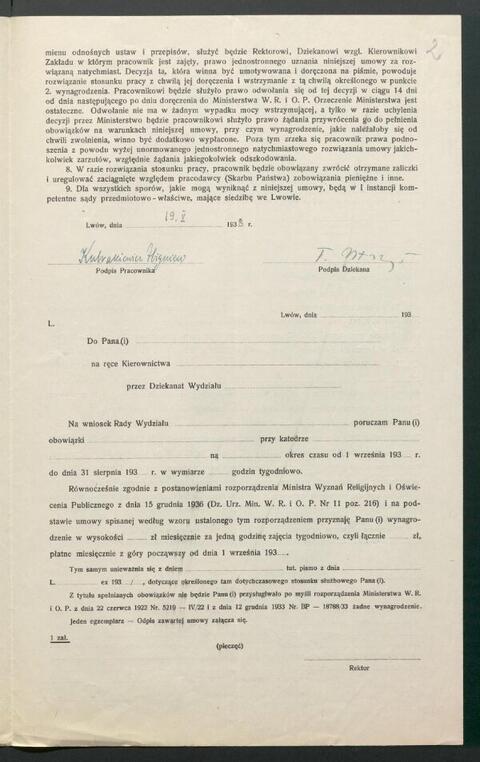 2
mienu odnośnych ustaw i przepisów, służyć będzie Rektorowi, Dziekanowi wzgl. Kierownikowi
Zakładu w którym pracownik jest zajęty, prawo jednostronnego uznania niniejszej umowy za roz-
wiązaną natychmiast. Decyzja ta, która winna być umotywowana i doręczona na piśmie, powoduje
rozwiązanie stosunku pracy z chwilą jej doręczenia i wstrzymanie z tą chwilą określonego w punkcie
2. wynagrodzenia. Pracownikowi będzie służyło prawo odwołania się od tej decyzji w ciągu 14 dni
od dnia następującego po dniu doręczenia do Ministerstwa W. R. i O. P. Orzeczenie Ministerstwa jest
ostateczne. Odwołanie nie ma w żadnym wypadku mocy wstrzymującej, a tylko w razie uchylenia
decyzji przez Ministerstwo będzie pracownikowi służyło prawo żądania przywrócenia go do pełnienia
obowiązków na warunkach niniejszej umowy, przy czym wynagrodzenie, jakie należałoby się od
chwili zwolnienia, winno być dodatkowo wypłacone. Poza tym zrzeka się pracownik prawa podno-
szenia z powodu wyżej unormowanego jednostronnego natychmiastowego rozwiązania umowy jakich-
kolwiek zarzutów, względnie żądania jakiegokolwiek odszkodowania.
8. W razie rozwiązania stosunku pracy, pracownik będzie obowiązany zwrócić otrzymane zaliczki
i uregulować zaciągnięte względem pracodawcy (Skarbu Państwa) zobowiązania pieniężne i inne.
9. Dla wszystkich sporów, jakie mogą wyniknąć z niniejszej umowy, będą w I instancji kom-
petentne sądy przedmiotowo-właściwe, mające siedzibę we Lwowie.
Lwów, dnia 19. X 1938 r.
Kubrakiewicz Zbigniew
Podpis Pracownika
Podpis Dziekana
Lwów, dnia 193
L.
Do Pana(i)
na ręce Kierownictwa
przez Dziekanat Wydziału
Na wniosek Rady Wydziału poruczam Panu (i)
obowiązki przy katedrze
na okres czasu od 1 września 193 r.
do dnia 31 sierpnia 193 r. w wymiarze godzin tygodniowo.
Równocześnie zgodnie z postanowieniami rozporządzenia Ministra Wyznań Religijnych i Oświe-
cenia Publicznego z dnia 15 grudnia 1936 (Dz. Urz. Min. W. R. i O. P. Nr 11 poz. 216) i na pod-
stawie umowy spisanej według wzoru ustalonego tym rozporządzeniem przyznaję Panu (i) wynagro-
dzenie w wysokości zł miesięcznie za jedną godzinę zajęcia tygodniowo, czyli łącznie zł,
płatne miesięcznie z góry począwszy od dnia 1 września 193 .
Tym samym unieważnia się z dniem tut. pismo z dnia
L. ex 193 / , dotyczące określonego tam dotychczasowego stosunku służbowego Pana (i).
Z tytułu spełniaych obowiązków nie będzie Panu (i) przysługiwało po myśli rozporządzenia Ministerstwa W. R.
i O. P. z dnia 22 czerwca 1922 Nr. 5219 — IV/22 i z dnia 12 grudnia 1933 Nr. BP — 18788/33 żadne wynagrodzenie.
Jeden egzemplarz — Odpis zawartej umowy załącza się.
1 zał.
(pieczęć)
Rektor